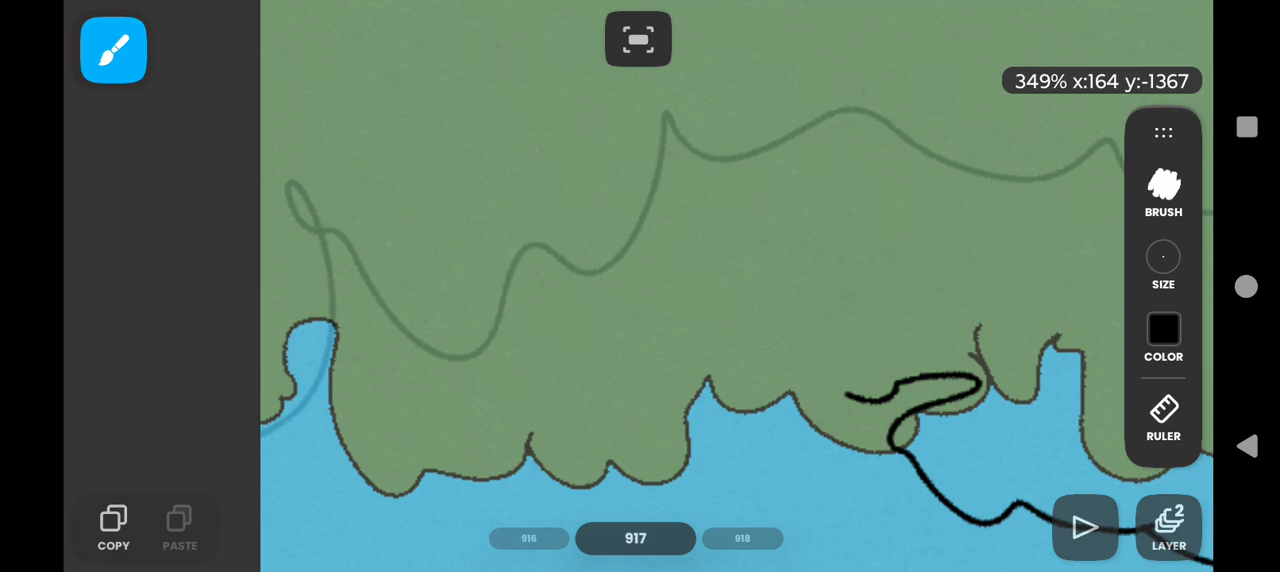 349% x:164 y:-1367
BRUSH
SIZE
COLOR
RULER
COPY
PASTE
916
917
918
2
LAYER